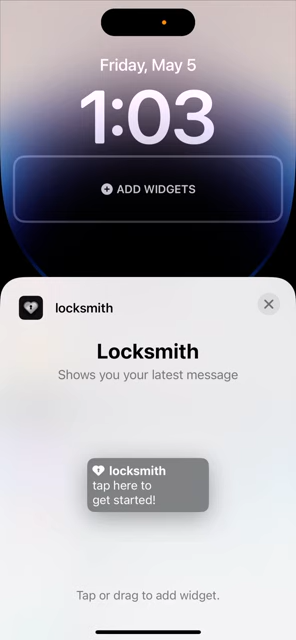 Friday, May 5
1:03
ADD WIDGETS
locksmith
Locksmith
Shows you your latest message
locksmith
tap here to
get started!
Tap or drag to add widget.